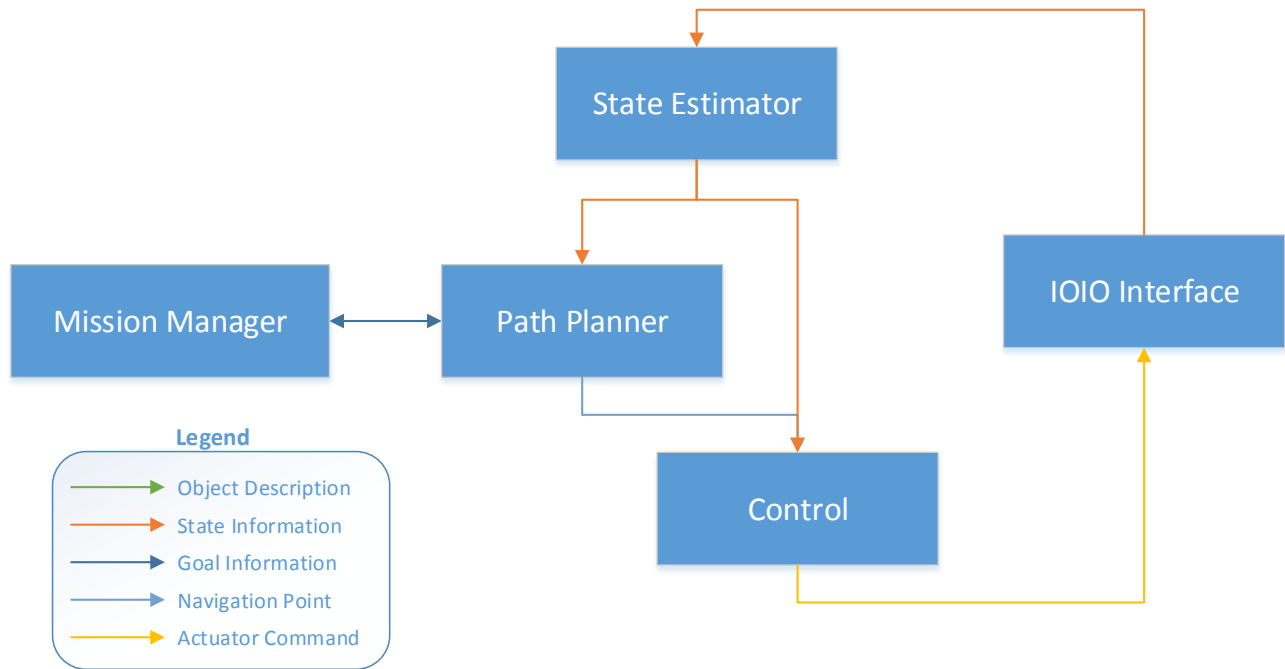 State Estimator
Mission Manager
Path Planner
IOIO Interface
Control
Legend
Object Description
State Information
Goal Information
Navigation Point
Actuator Command